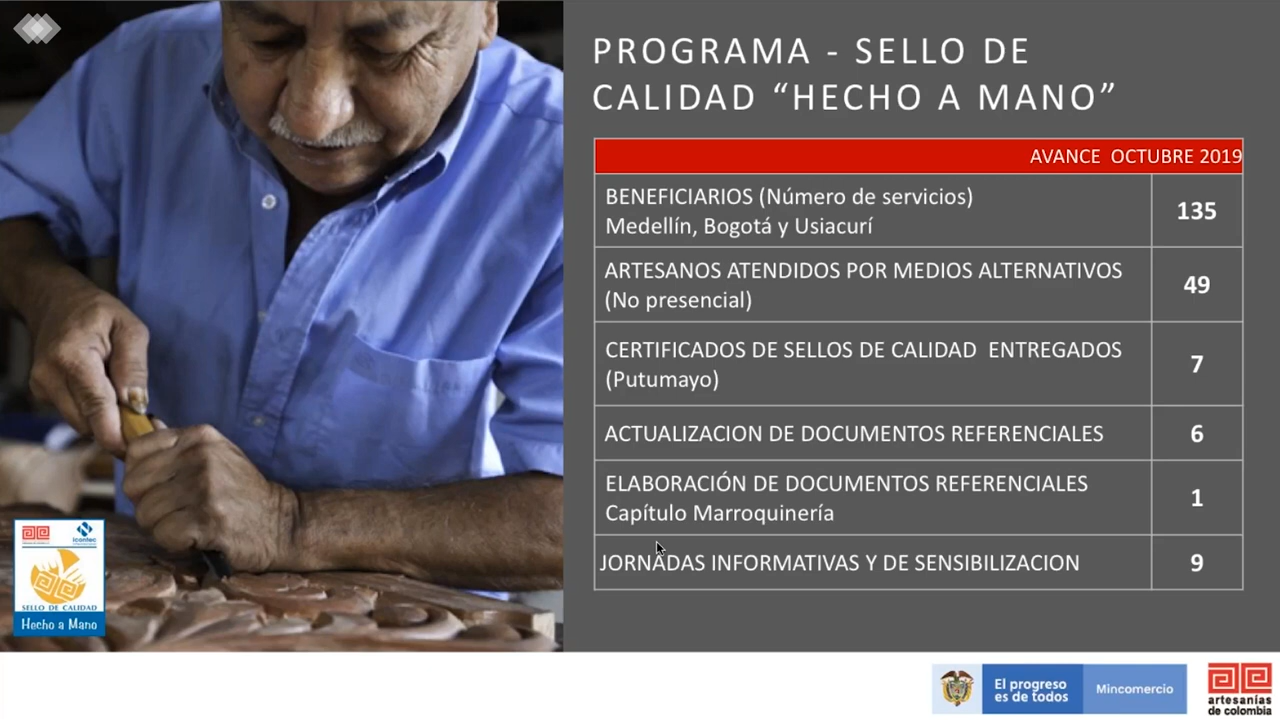 PROGRAMA - SELLO DE
CALIDAD “HECHO A MANO”
AVANCE OCTUBRE 2019
BENEFICIARIOS (Número de servicios)
Medellín, Bogotá y Usiacurí
135
ARTESANOS ATENDIDOS POR MEDIOS ALTERNATIVOS
(No presencial)
49
CERTIFICADOS DE SELLOS DE CALIDAD ENTREGADOS
(Putumayo)
7
ACTUALIZACION DE DOCUMENTOS REFERENCIALES
6
ELABORACIÓN DE DOCUMENTOS REFERENCIALES
Capítulo Marroquinería
1
JORNADAS INFORMATIVAS Y DE SENSIBILIZACION
9
icontec
SELLO DE CALIDAD
Hecho a Mano
El progreso
es de todos
Mincomercio
artesanías
de colombia